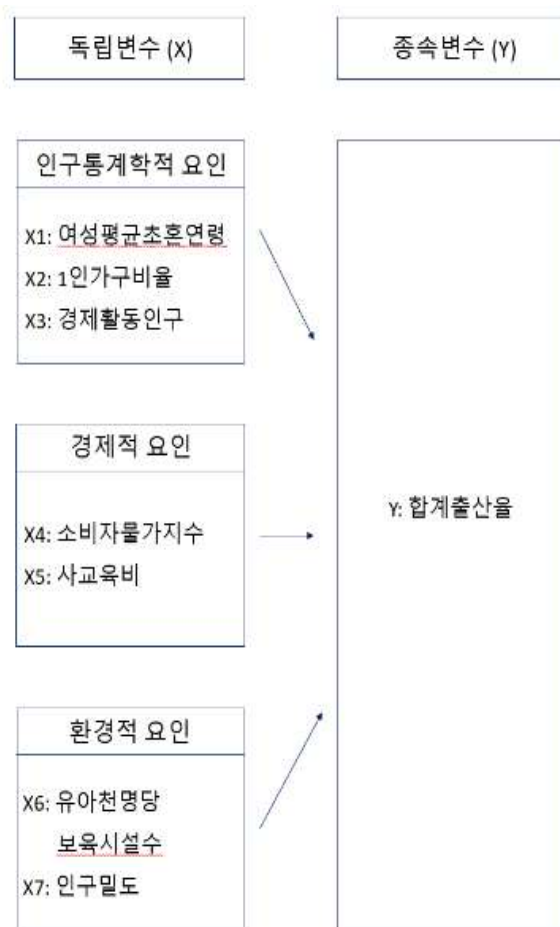 독립변수 (X)
종속변수 (Y)
인구통계학적 요인
X1: 여성평균초혼연령
X2: 1인가구비율
X3: 경제활동인구
경제적 요인
X4: 소비자물가지수
X5: 사교육비
환경적 요인
X6: 유아천명당
보육시설수
X7: 인구밀도
Y: 합계출산율